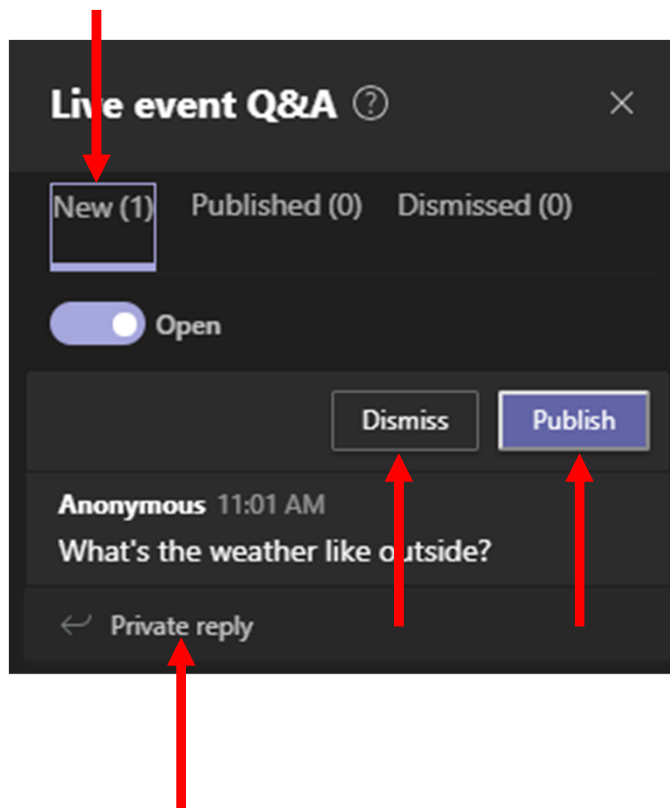 Live event Q&A ?
New (1) Published (0) Dismissed (0)
Open
Dismiss Publish
Anonymous 11:01 AM
What's the weather like outside?
Private reply